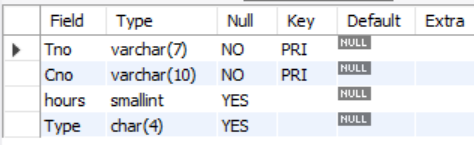 Field Type Null Key Default Extra
Tno varchar(7) NO PRI NULL
Cno varchar(10) NO PRI NULL
hours smallint YES NULL
Type char(4) YES NULL